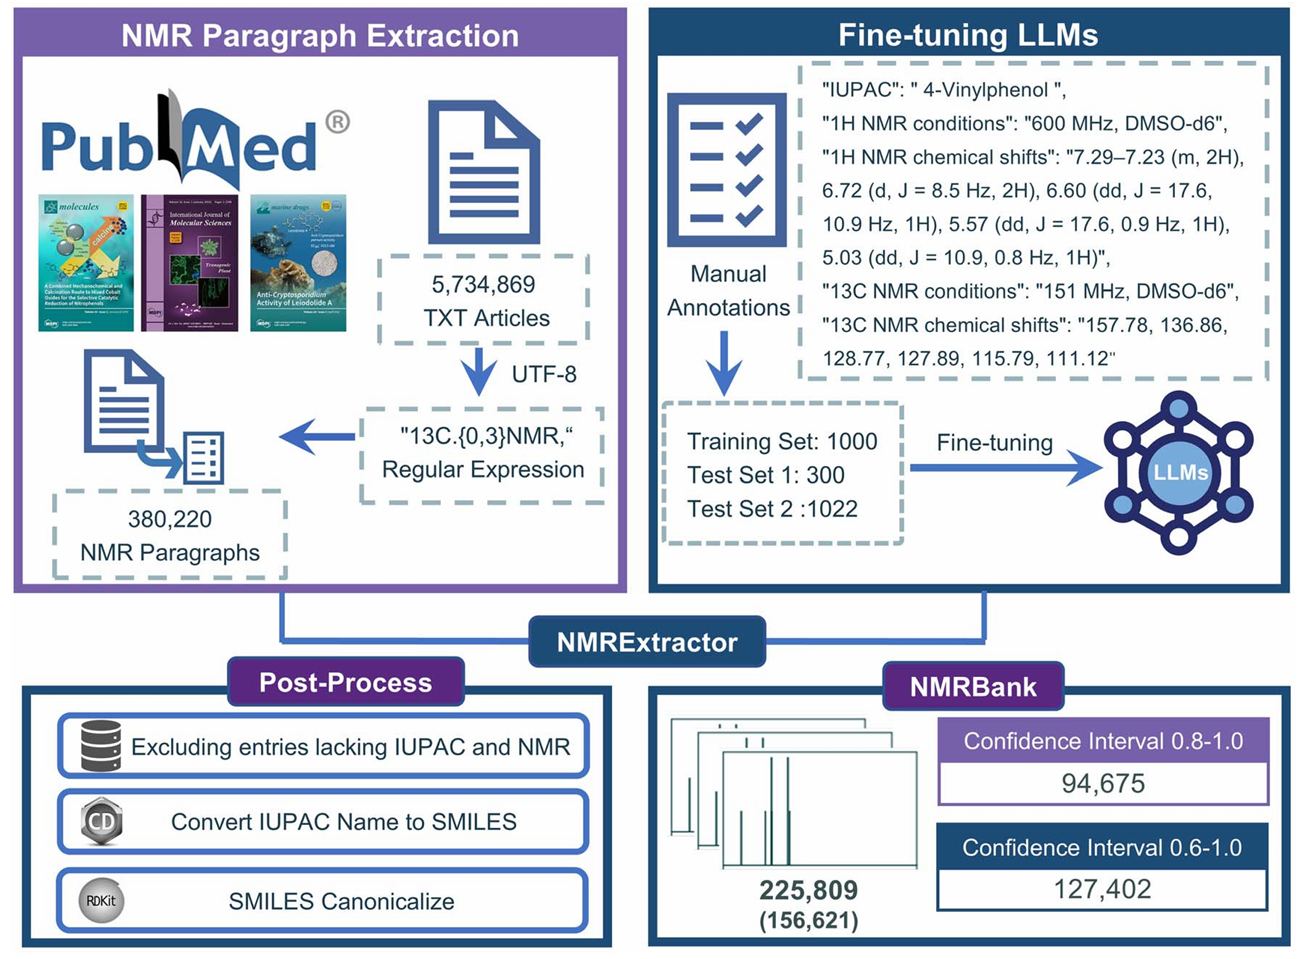 NMR Paragraph Extraction
PubMed®
molecules
calcine
A Combined Mechanochemical and
Calcination Route to Mixed Cobalt
Oxides for the Selective Catalytic
Reduction of Nitrophenols
International Journal of
Molecular Sciences
Transgenic
Plant
marine drugs
Anti-Cryptosporidium
Activity of Leiodolide A
5,734,869
TXT Articles
UTF-8
"13C.{0,3}NMR,“
Regular Expression
380,220
NMR Paragraphs
Fine-tuning LLMs
Manual
Annotations
"IUPAC": " 4-Vinylphenol ",
"1H NMR conditions": "600 MHz, DMSO-d6",
"1H NMR chemical shifts": "7.29–7.23 (m, 2H),
6.72 (d, J = 8.5 Hz, 2H), 6.60 (dd, J = 17.6,
10.9 Hz, 1H), 5.57 (dd, J = 17.6, 0.9 Hz, 1H),
5.03 (dd, J = 10.9, 0.8 Hz, 1H)",
"13C NMR conditions": "151 MHz, DMSO-d6",
"13C NMR chemical shifts": "157.78, 136.86,
128.77, 127.89, 115.79, 111.12"
Training Set: 1000
Test Set 1: 300
Test Set 2 :1022
Fine-tuning
LLMs
NMRExtractor
Post-Process
Excluding entries lacking IUPAC and NMR
CD
Convert IUPAC Name to SMILES
RDKit
SMILES Canonicalize
NMRBank
225,809
(156,621)
Confidence Interval 0.8-1.0
94,675
Confidence Interval 0.6-1.0
127,402